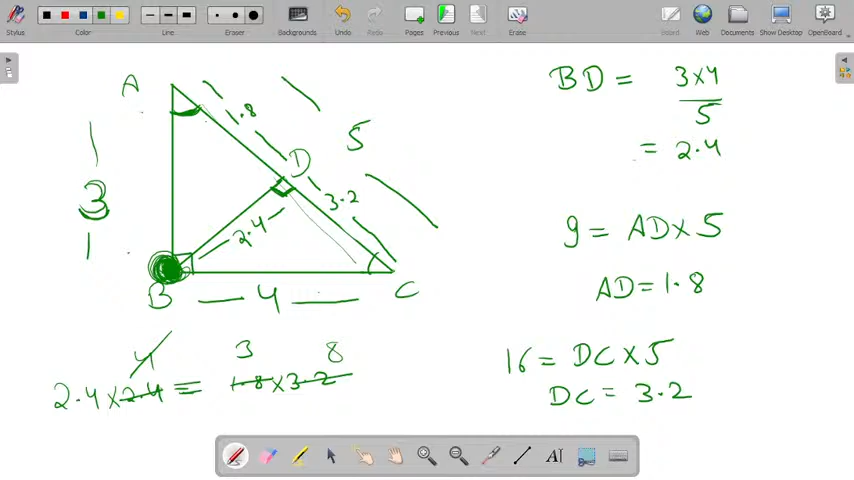 Stylus
Color
Line
Eraser
Backgrounds
Undo
Redo
Pages
Previous
Next
Erase
Board
Web
Documents
Show Desktop
OpenBoard
A
1.8
5
D
3.2
3
2.4
B
4
C
BD = 3×4
5
= 2.4
9 = AD×5
AD = 1.8
16 = DC×5
DC = 3.2
4 3 8
2.4×2.4 = 1.8×3.2